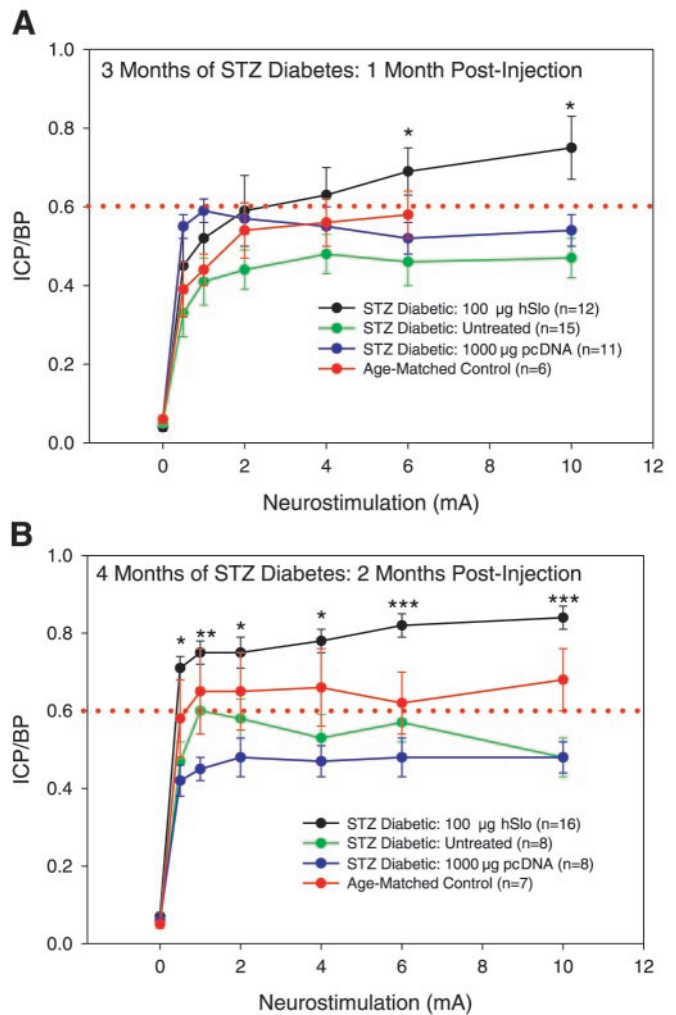 A
3 Months of STZ Diabetes: 1 Month Post-Injection
1.0
0.8
0.6
0.4
0.2
0.0
*
*
ICP/BP
STZ Diabetic: 100 µg hSlo (n=12)
STZ Diabetic: Untreated (n=15)
STZ Diabetic: 1000 µg pcDNA (n=11)
Age-Matched Control (n=6)
0 2 4 6 8 10 12
Neurostimulation (mA)
B
4 Months of STZ Diabetes: 2 Months Post-Injection
1.0
0.8
0.6
0.4
0.2
0.0
* ** * * *** ***
ICP/BP
STZ Diabetic: 100 µg hSlo (n=16)
STZ Diabetic: Untreated (n=8)
STZ Diabetic: 1000 µg pcDNA (n=8)
Age-Matched Control (n=7)
0 2 4 6 8 10 12
Neurostimulation (mA)